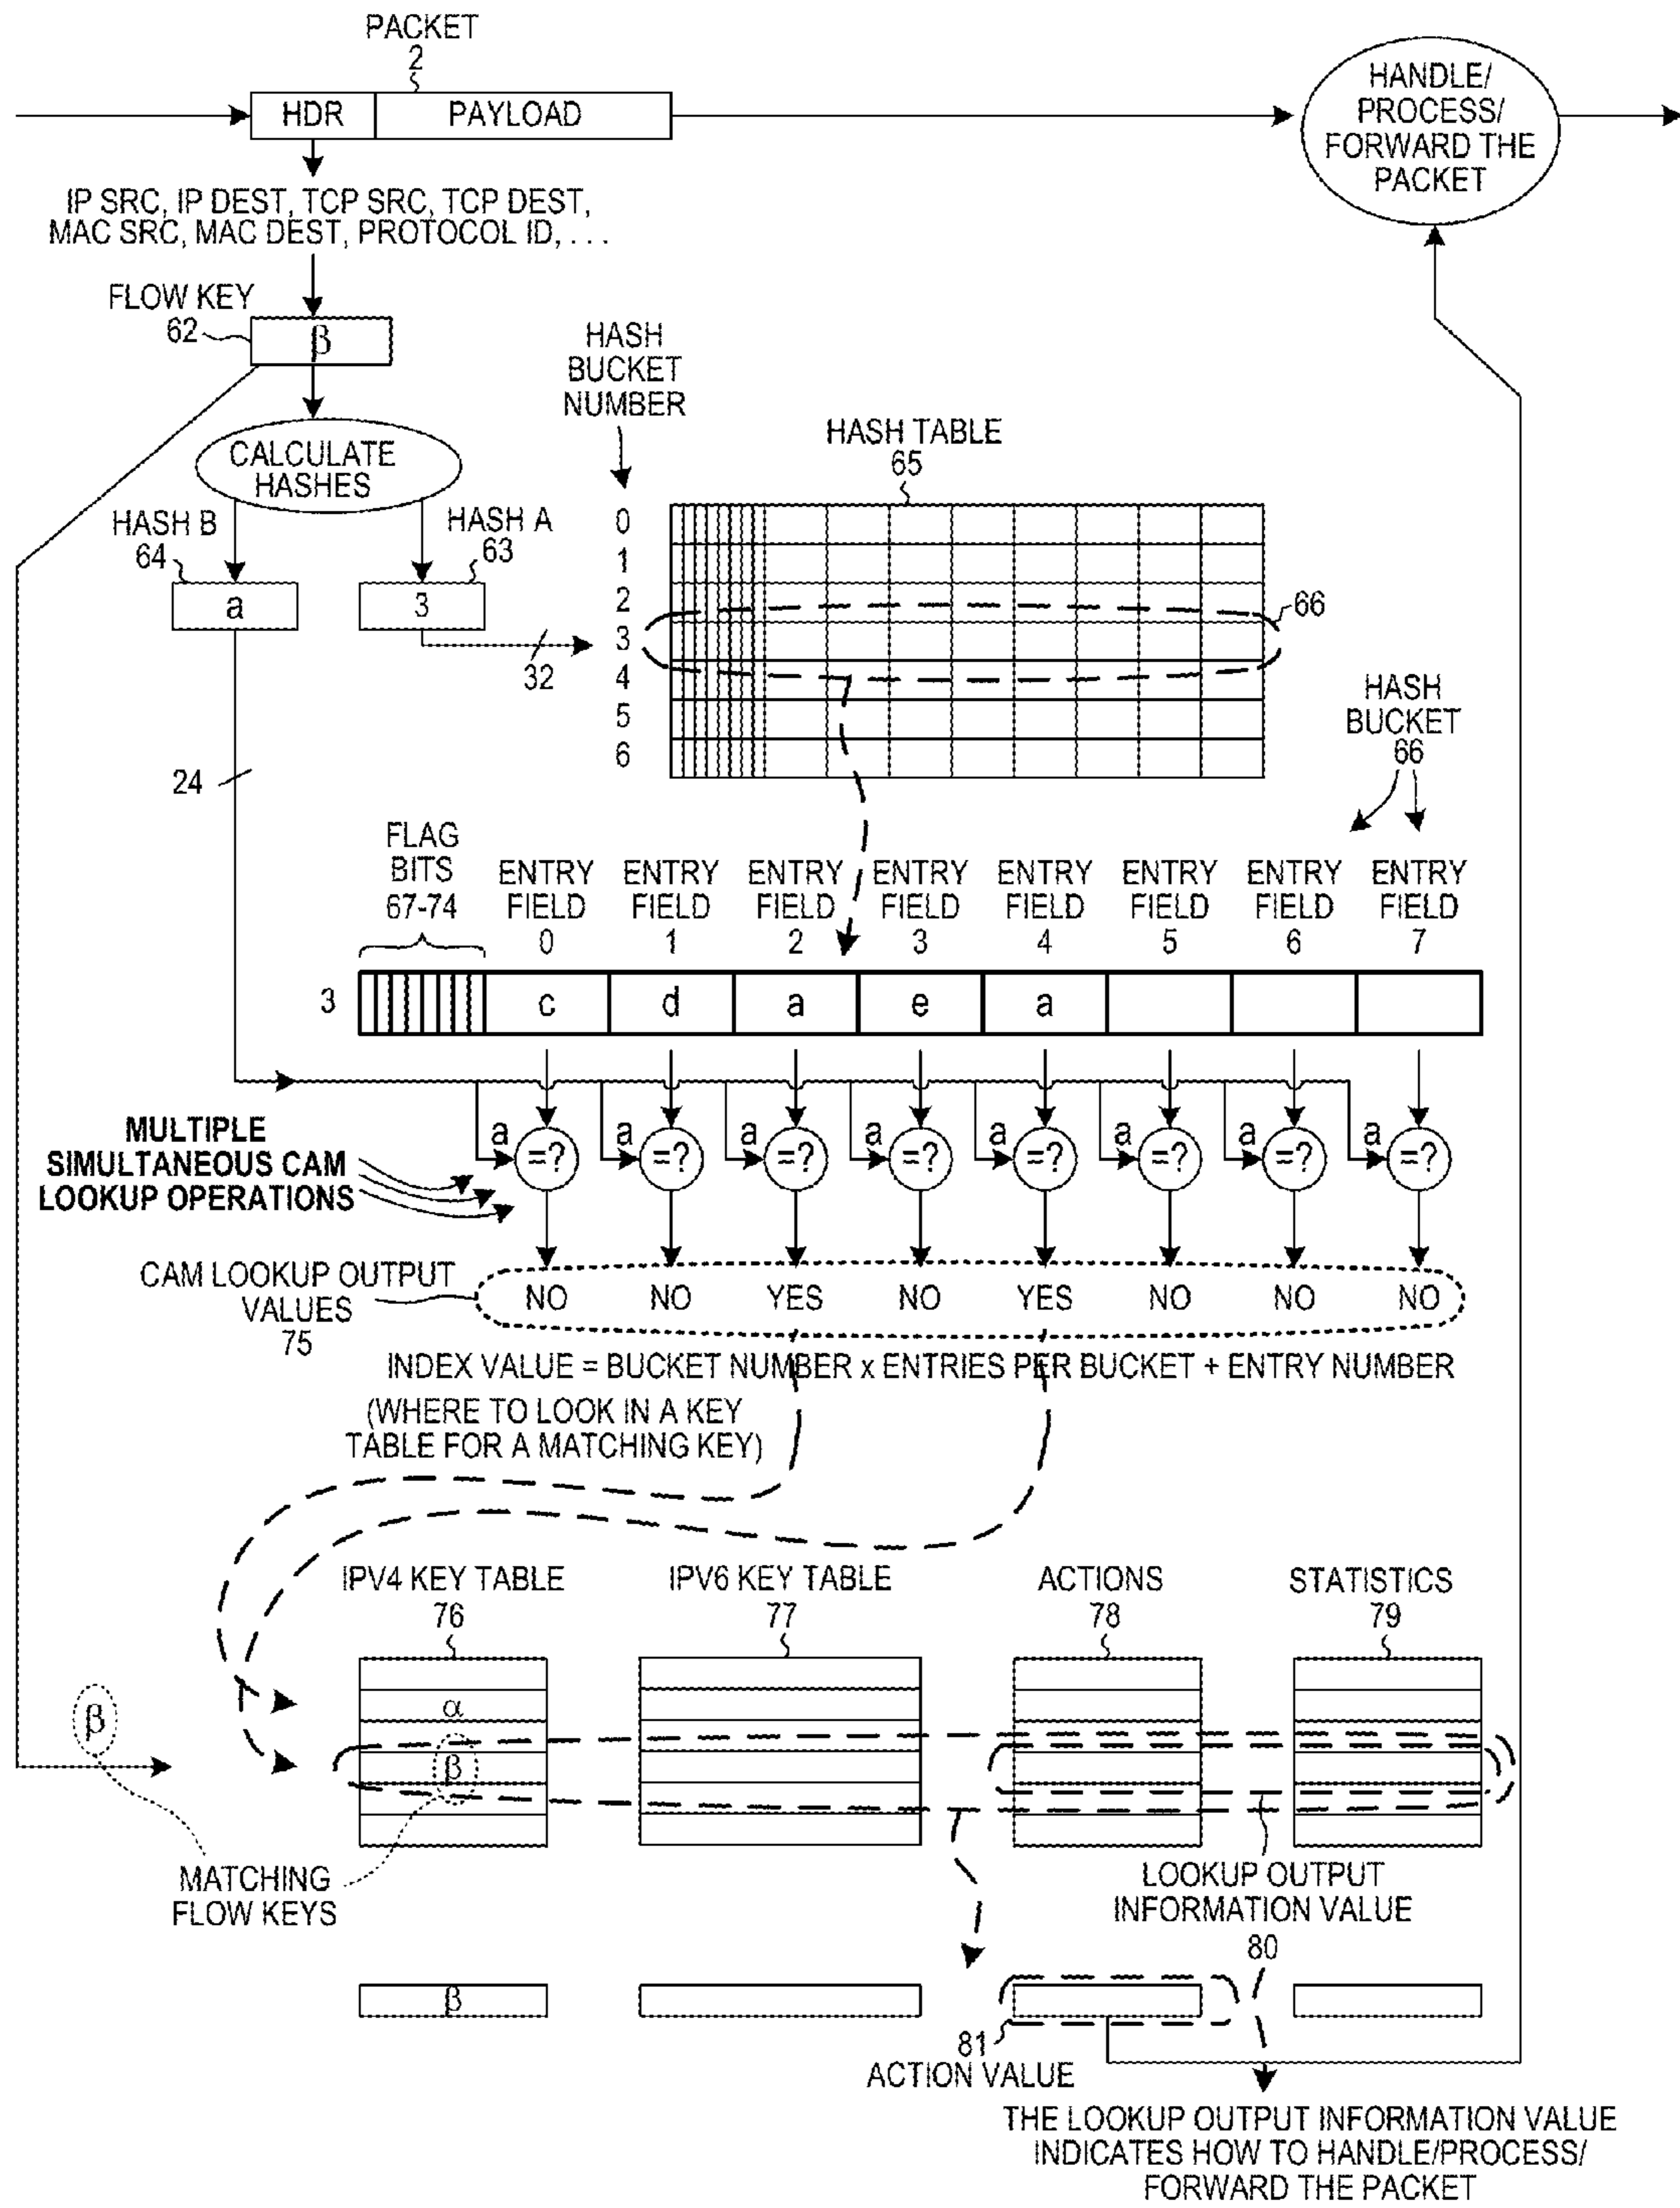 PACKET
2
HDR
PAYLOAD
HANDLE/
PROCESS/
FORWARD THE
PACKET
IP SRC, IP DEST, TCP SRC, TCP DEST,
MAC SRC, MAC DEST, PROTOCOL ID, . . .
FLOW KEY
62
β
CALCULATE
HASHES
HASH B
64
a
HASH A
63
3
32
24
HASH
BUCKET
NUMBER
HASH TABLE
65
0
1
2
3
4
5
6
66
HASH
BUCKET
66
FLAG
BITS
67-74
ENTRY
FIELD
0
ENTRY
FIELD
1
ENTRY
FIELD
2
ENTRY
FIELD
3
ENTRY
FIELD
4
ENTRY
FIELD
5
ENTRY
FIELD
6
ENTRY
FIELD
7
3
c
d
a
e
a
MULTIPLE
SIMULTANEOUS CAM
LOOKUP OPERATIONS
a
=?
a
=?
a
=?
a
=?
a
=?
a
=?
a
=?
a
=?
CAM LOOKUP OUTPUT
VALUES
75
NO NO YES NO YES NO NO NO
INDEX VALUE = BUCKET NUMBER x ENTRIES PER BUCKET + ENTRY NUMBER
(WHERE TO LOOK IN A KEY
TABLE FOR A MATCHING KEY)
IPV4 KEY TABLE
76
IPV6 KEY TABLE
77
ACTIONS
78
STATISTICS
79
α
β
β
MATCHING
FLOW KEYS
LOOKUP OUTPUT
INFORMATION VALUE
80
β
81
ACTION VALUE
THE LOOKUP OUTPUT INFORMATION VALUE
INDICATES HOW TO HANDLE/PROCESS/
FORWARD THE PACKET